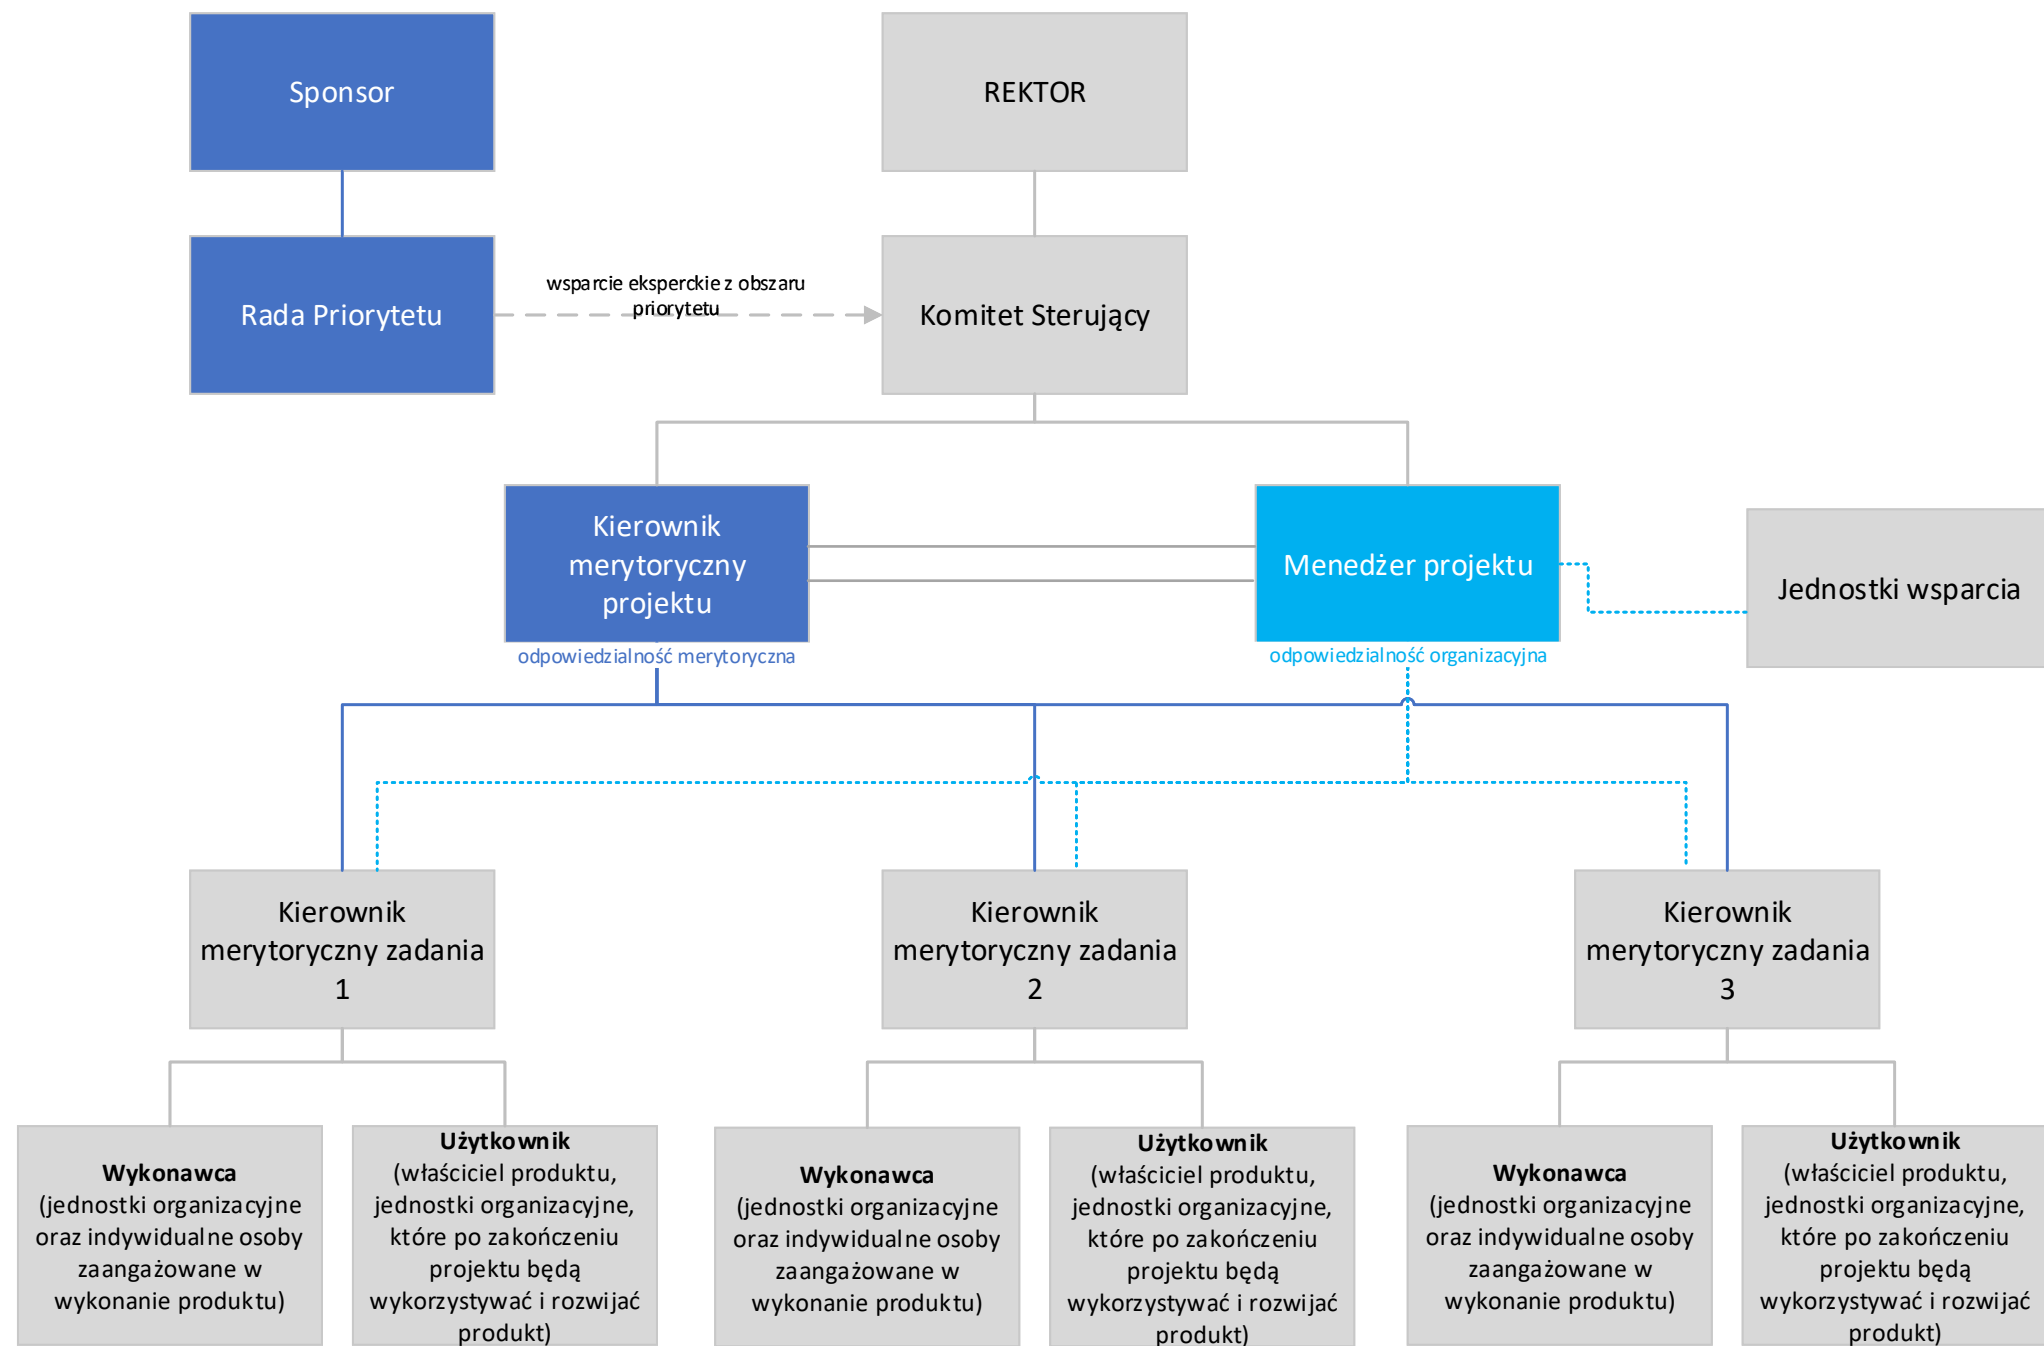 Sponsor
REKTOR
Rada Priorytetu
wsparcie eksperckie z obszaru
priorytetu
Komitet Sterujący
Kierownik
merytoryczny
projektu
Menedżer projektu
Jednostki wsparcia
odpowiedzialność merytoryczna
odpowiedzialność organizacyjna
Kierownik
merytoryczny zadania
1
Kierownik
merytoryczny zadania
2
Kierownik
merytoryczny zadania
3
Wykonawca
(jednostki organizacyjne
oraz indywidualne osoby
zaangażowane w
wykonanie produktu)
Użytkownik
(właściciel produktu,
jednostki organizacyjne,
które po zakończeniu
projektu będą
wykorzystywać i rozwijać
produkt)
Wykonawca
(jednostki organizacyjne
oraz indywidualne osoby
zaangażowane w
wykonanie produktu)
Użytkownik
(właściciel produktu,
jednostki organizacyjne,
które po zakończeniu
projektu będą
wykorzystywać i rozwijać
produkt)
Wykonawca
(jednostki organizacyjne
oraz indywidualne osoby
zaangażowane w
wykonanie produktu)
Użytkownik
(właściciel produktu,
jednostki organizacyjne,
które po zakończeniu
projektu będą
wykorzystywać i rozwijać
produkt)